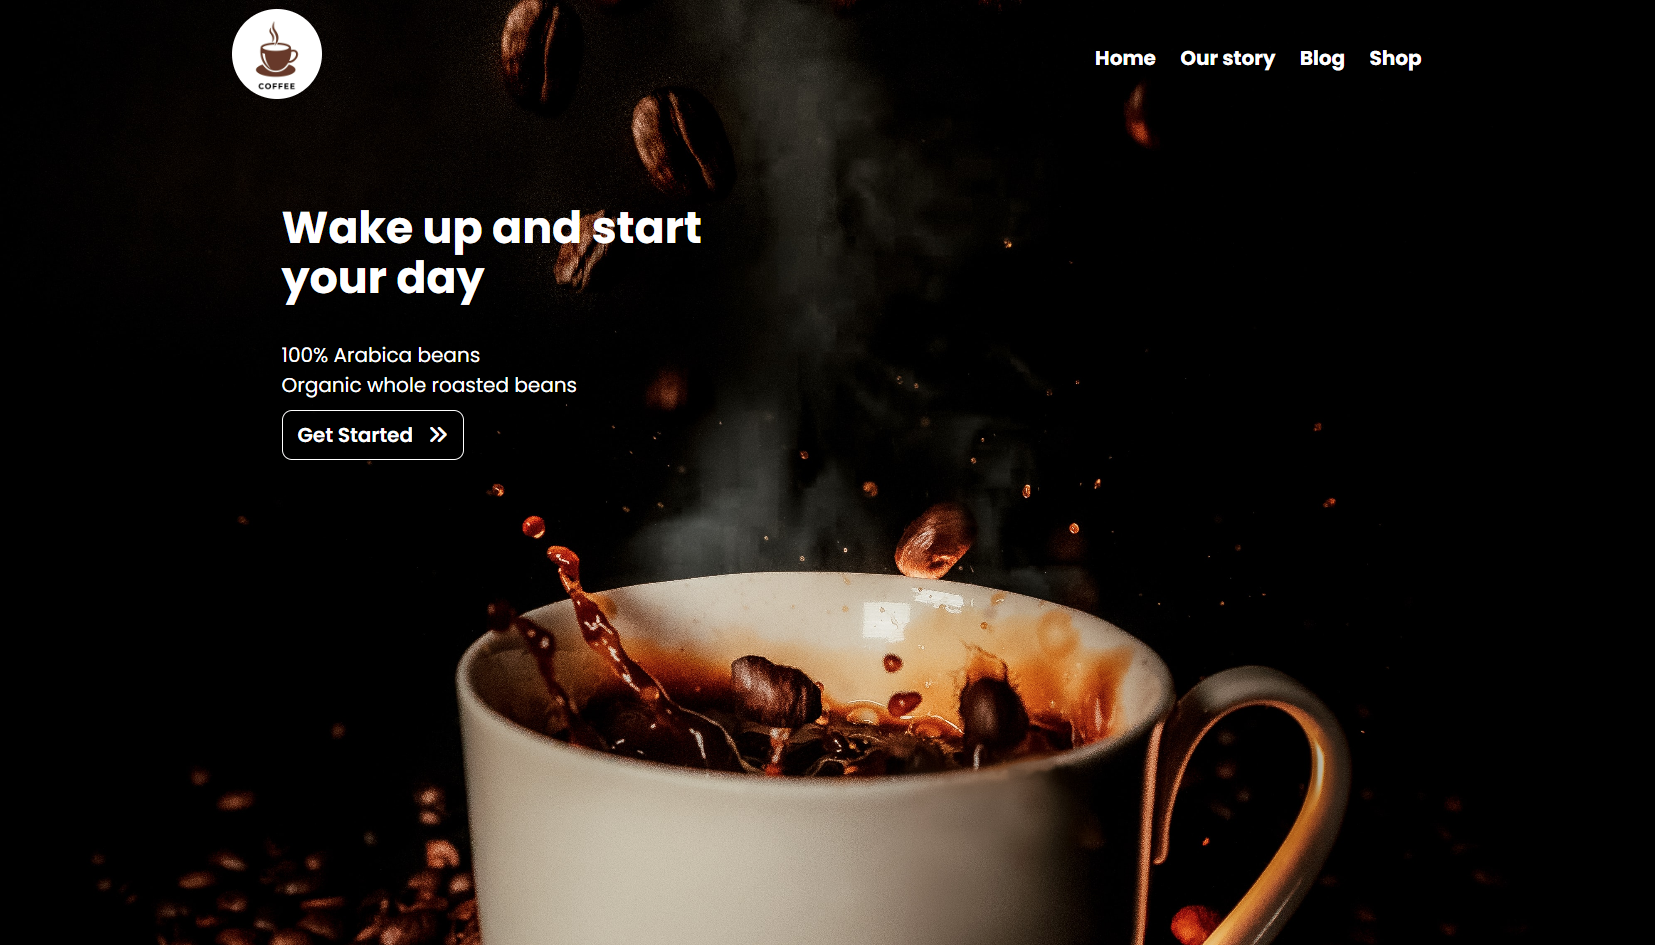 COFFEE
Home Our story Blog Shop
Wake up and start
your day
100% Arabica beans
Organic whole roasted beans
Get Started